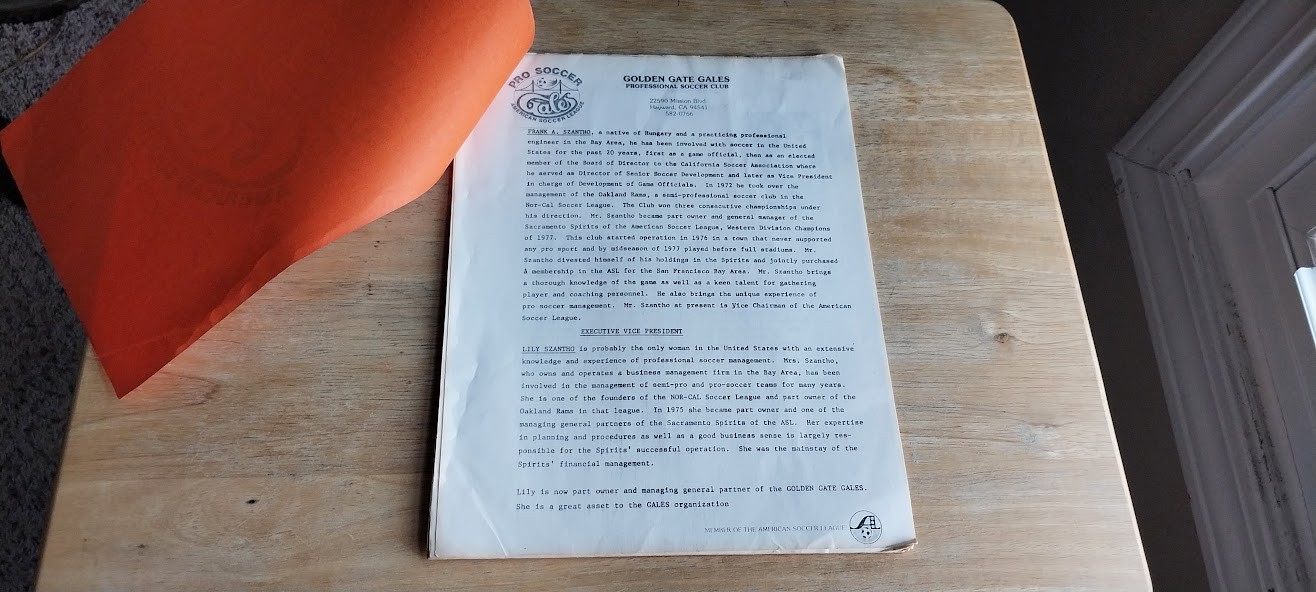 PRO SOCCER
Gales
AMERICAN SOCCER LEAGUE
GOLDEN GATE GALES
PROFESSIONAL SOCCER CLUB
22590 Mission Blvd.
Hayward, CA 94541
582-0766
FRANK A. SZANTHO, a native of Hungary and a practicing professional
engineer in the Bay Area, he has been involved with soccer in the United
States for the past 20 years, first as a game official, then as an elected
member of the Board of Director to the California Soccer Association where
he served as Director of Senior Soccer Development and later as Vice President
in charge of Development of Game Officials. In 1972 he took over the
management of the Oakland Rams, a semi-professional soccer club in the
Nor-Cal Soccer League. The Club won three consecutive championships under
his direction. Mr. Szantho became part owner and general manager of the
Sacramento Spirits of the American Soccer League, Western Division Champions
of 1977. This club started operation in 1976 in a town that never supported
any pro sport and by midseason of 1977 played before full stadiums. Mr.
Szantho divested himself of his holdings in the Spirits and jointly purchased
A membership in the ASL for the San Francisco Bay Area. Mr. Szantho brings
a thorough knowledge of the game as well as a keen talent for gathering
player and coaching personnel. He also brings the unique experience of
pro soccer management. Mr. Szantho at present is Vice Chairman of the American
Soccer League.
EXECUTIVE VICE PRESIDENT
LILY SZANTHO is probably the only woman in the United States with an extensive
knowledge and experience of professional soccer management. Mrs. Szantho,
who owns and operates a business management firm in the Bay Area, has been
involved in the management of semi-pro and pro-soccer teams for many years.
She is one of the founders of the NOR-CAL Soccer League and part owner of the
Oakland Rams in that league. In 1975 she became part owner and one of the
managing general partners of the Sacramento Spirits of the ASL. Her expertise
in planning and procedures as well as a good business sense is largely res-
ponsible for the Spirits' successful operation. She was the mainstay of the
Spirits' financial management.
Lily is now part owner and managing general partner of the GOLDEN GATE GALES.
She is a great asset to the GALES organization
MEMBER OF THE AMERICAN SOCCER LEAGUE